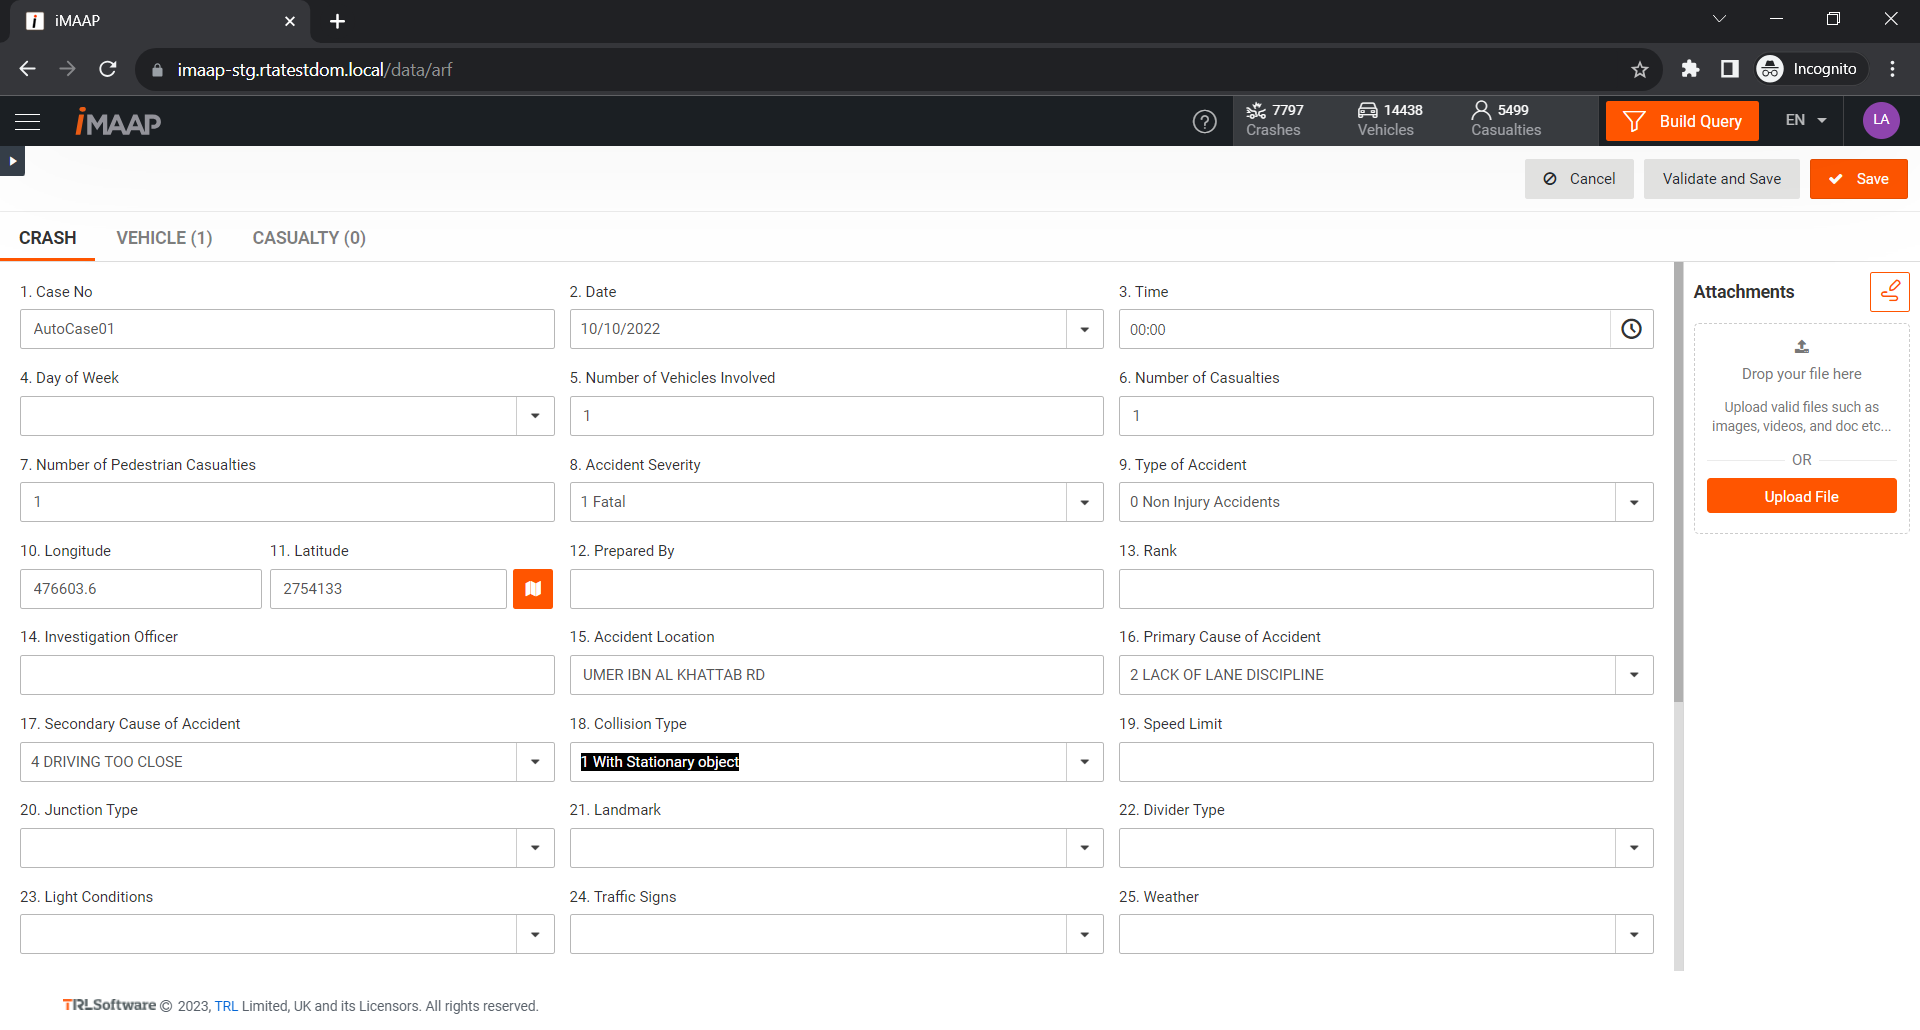 iMAAP
imaap-stg.rtatestdom.local/data/arf
Incognito
iMAAP
7797
Crashes
14438
Vehicles
5499
Casualties
Build Query
EN
LA
Cancel
Validate and Save
Save
CRASH
VEHICLE (1)
CASUALTY (0)
1. Case No
2. Date
3. Time
AutoCase01
10/10/2022
00:00
4. Day of Week
5. Number of Vehicles Involved
6. Number of Casualties
1
1
7. Number of Pedestrian Casualties
8. Accident Severity
9. Type of Accident
1
1 Fatal
0 Non Injury Accidents
10. Longitude
11. Latitude
12. Prepared By
13. Rank
476603.6
2754133
14. Investigation Officer
15. Accident Location
16. Primary Cause of Accident
UMER IBN AL KHATTAB RD
2 LACK OF LANE DISCIPLINE
17. Secondary Cause of Accident
18. Collision Type
19. Speed Limit
4 DRIVING TOO CLOSE
1 With Stationary object
20. Junction Type
21. Landmark
22. Divider Type
23. Light Conditions
24. Traffic Signs
25. Weather
Attachments
Drop your file here
Upload valid files such as
images, videos, and doc etc...
OR
Upload File
TRLSoftware © 2023, TRL Limited, UK and its Licensors. All rights reserved.